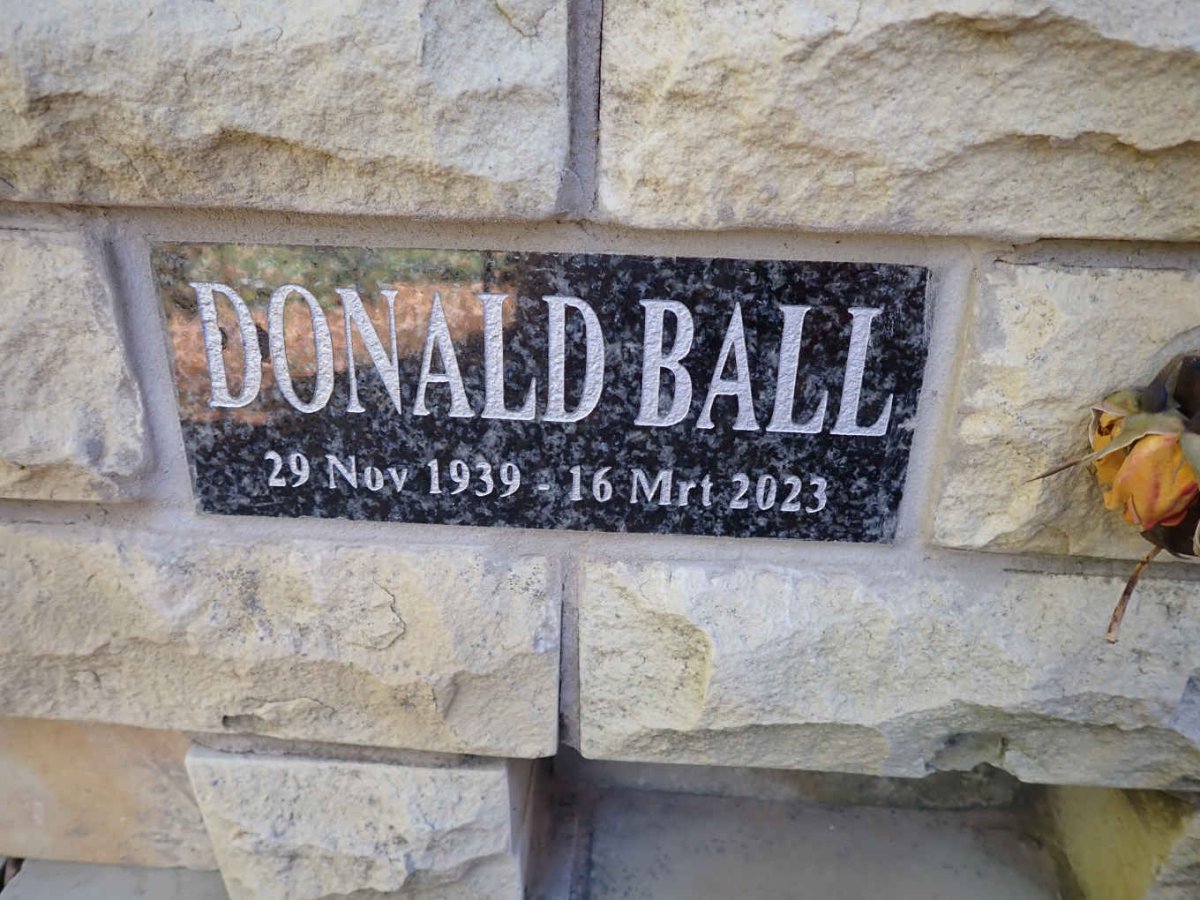 DONALD BALL
29 Nov 1939 - 16 Mrt 2023